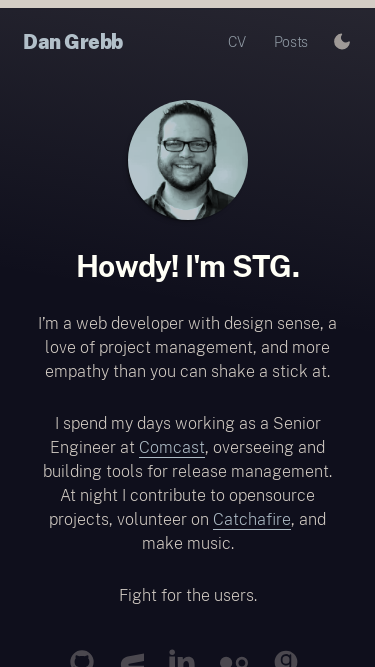 Dan Grebb
CV
Posts
Howdy! I'm STG.
I'm a web developer with design sense, a
love of project management, and more
empathy than you can shake a stick at.
I spend my days working as a Senior
Engineer at Comcast, overseeing and
building tools for release management.
At night I contribute to opensource
projects, volunteer on Catchafire, and
make music.
Fight for the users.